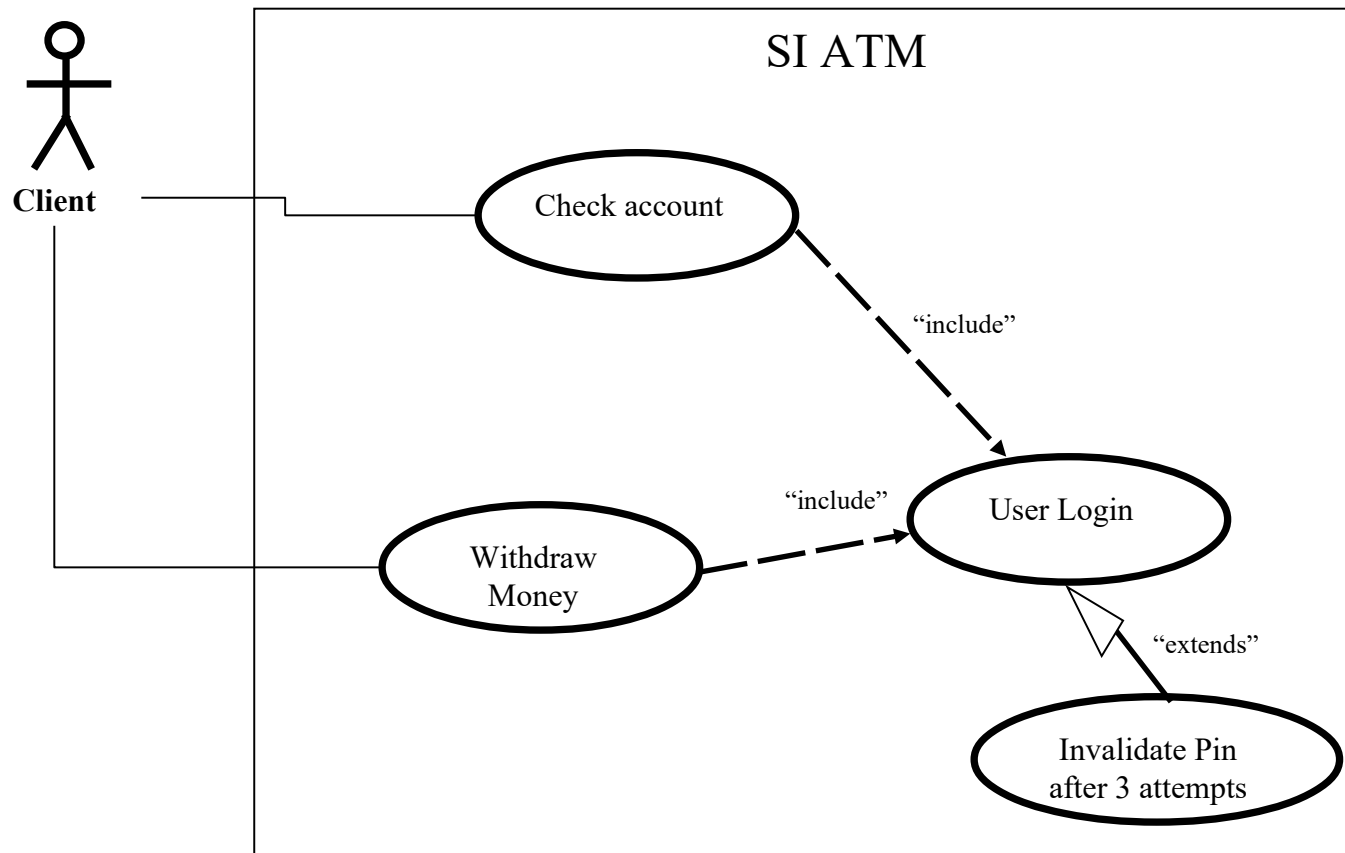 SI ATM
Client
Check account
“include”
“include”
User Login
Withdraw
Money
“extends”
Invalidate Pin
after 3 attempts